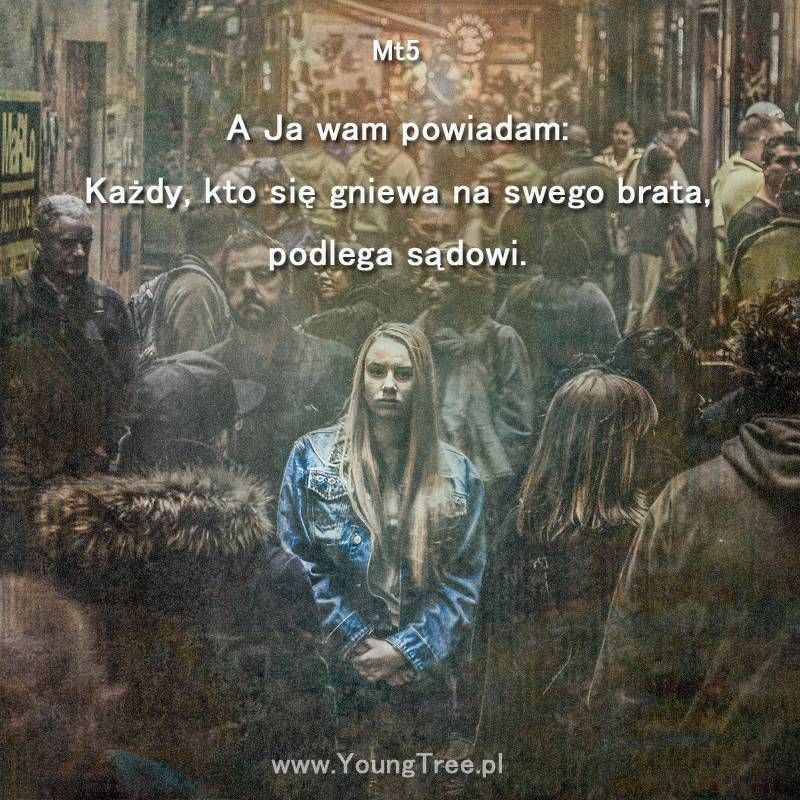 Mt5
A Ja wam powiadam:
Każdy, kto się gniewa na swego brata,
podlega sądowi.
www.YoungTree.pl